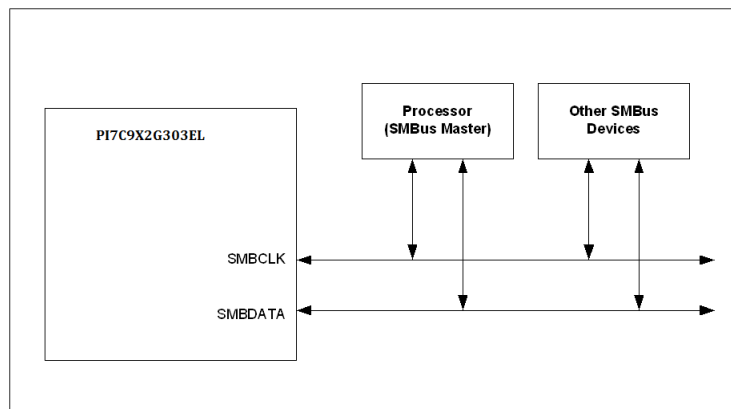 PI7C9X2G303EL
Processor
(SMBus Master)
Other SMBus
Devices
SMBCLK
SMBDATA